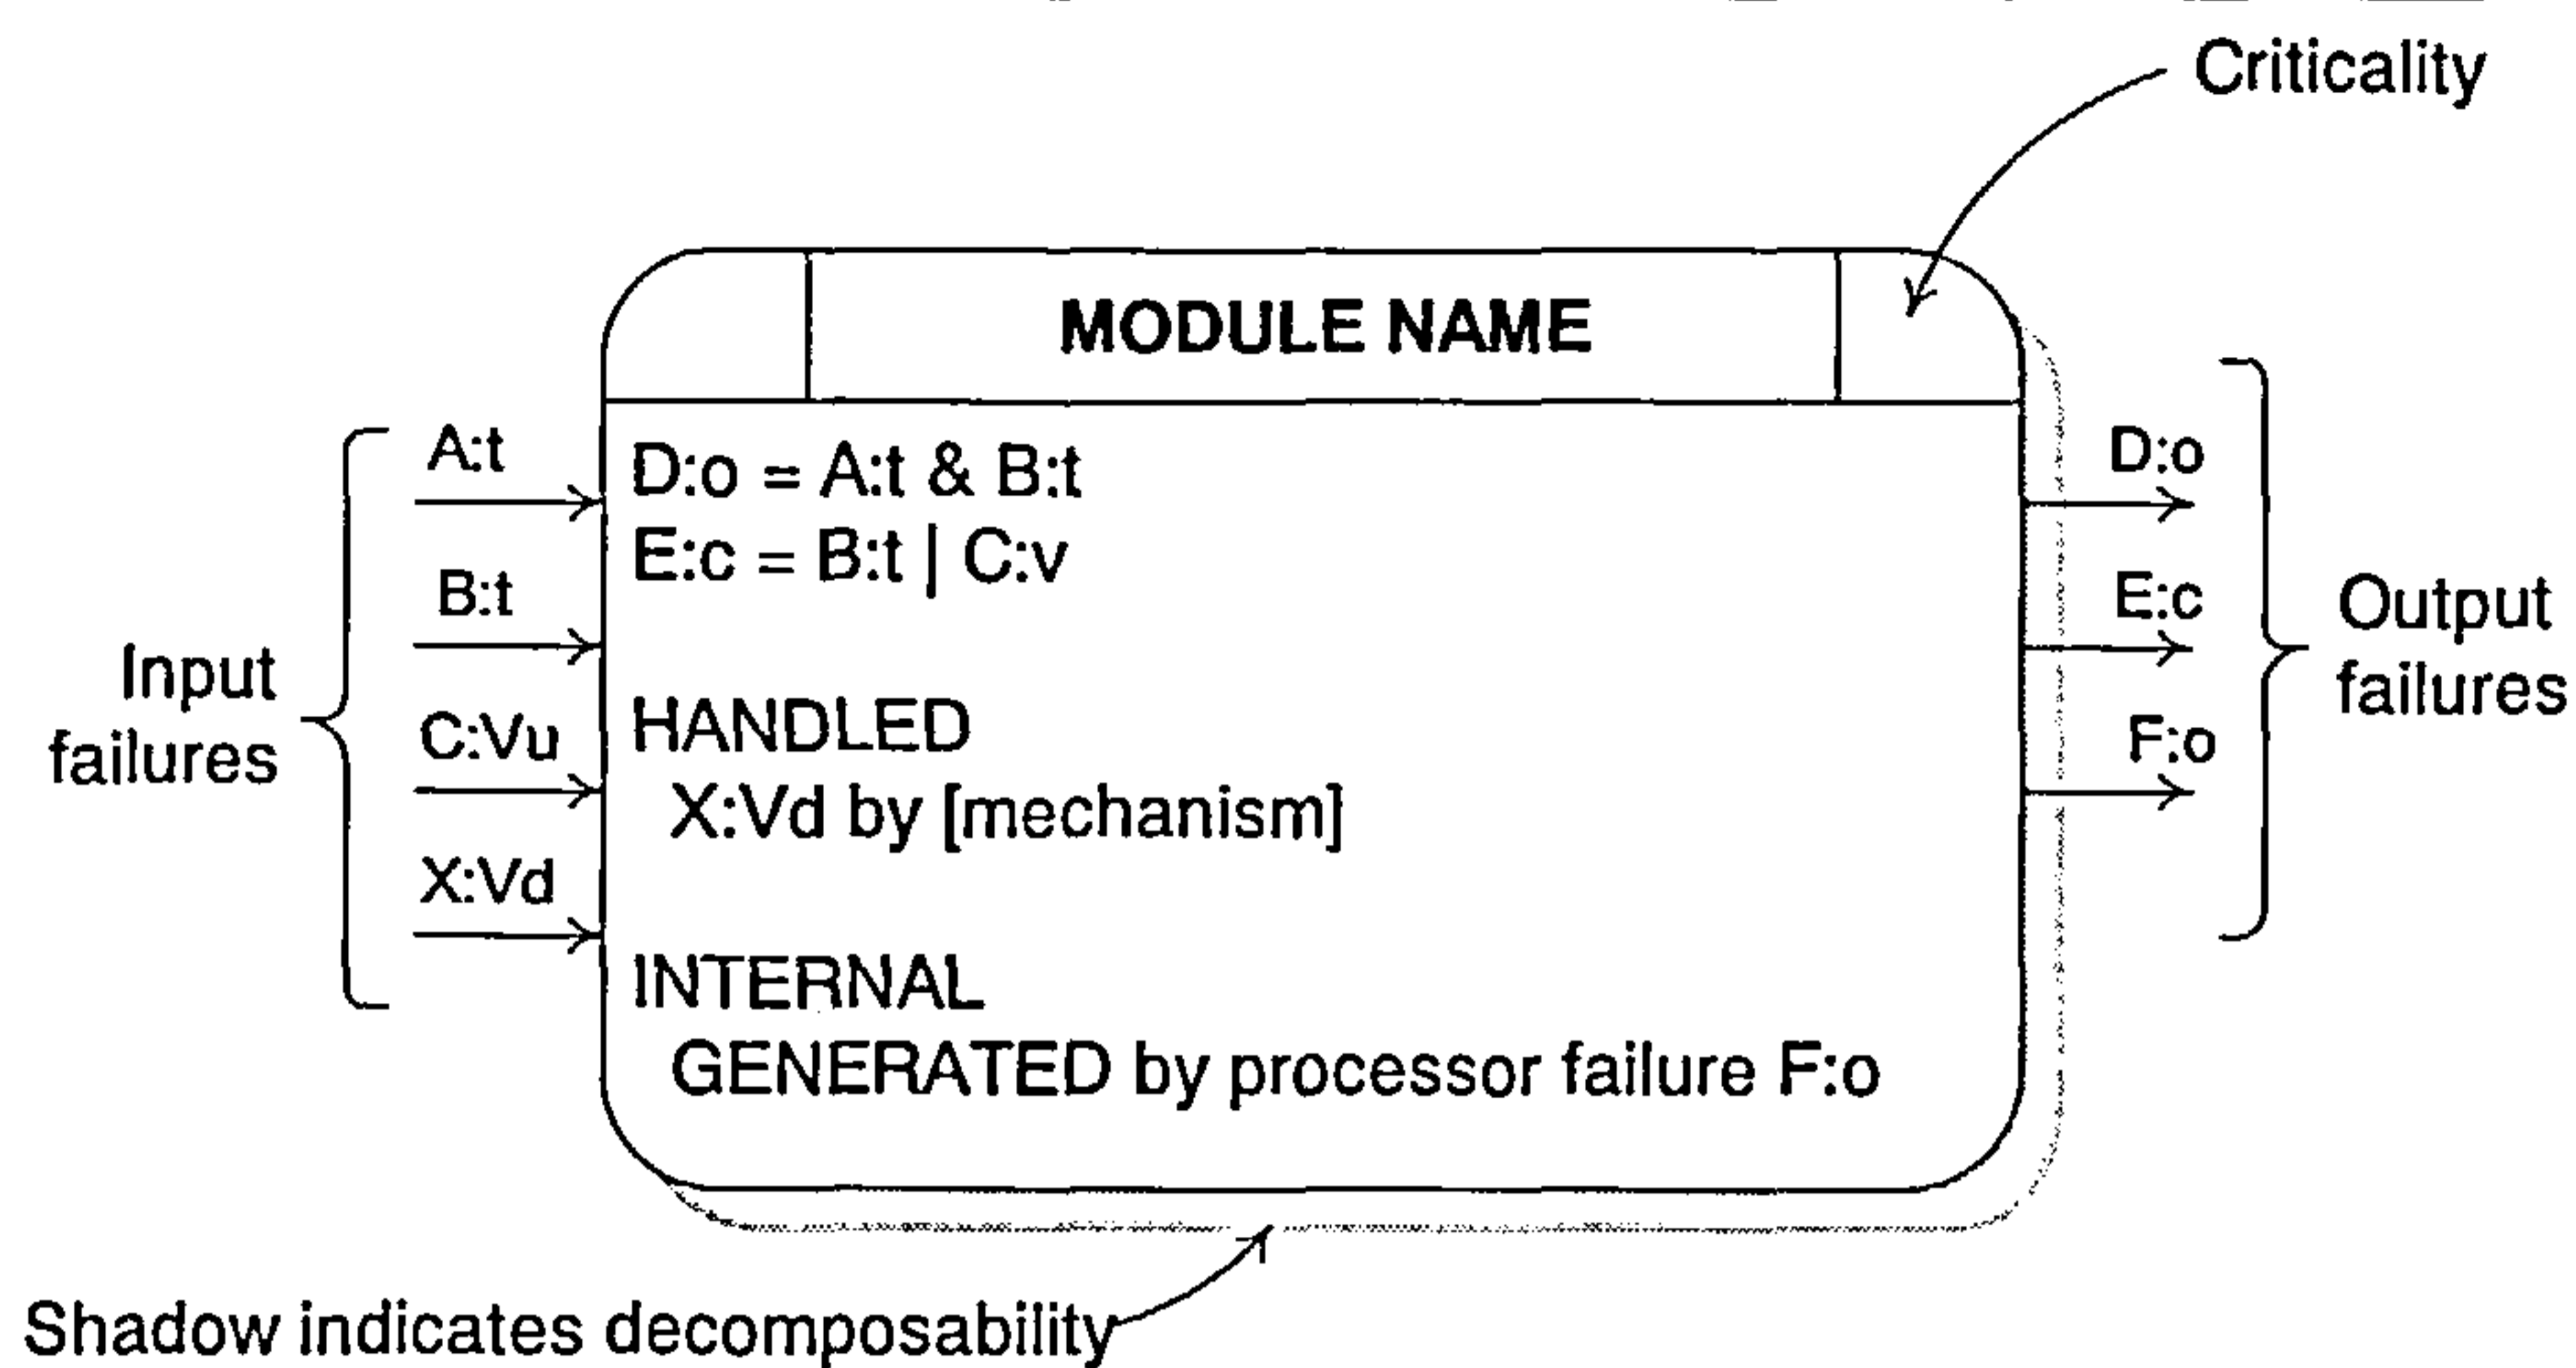 Criticality
MODULE NAME
A:t
B:t
C:Vu
X:Vd
Input
failures
D:o = A:t & B:t
E:c = B:t | C:v
HANDLED
X:Vd by [mechanism]
INTERNAL
GENERATED by processor failure F:o
D:o
E:c
F:o
Output
failures
Shadow indicates decomposability